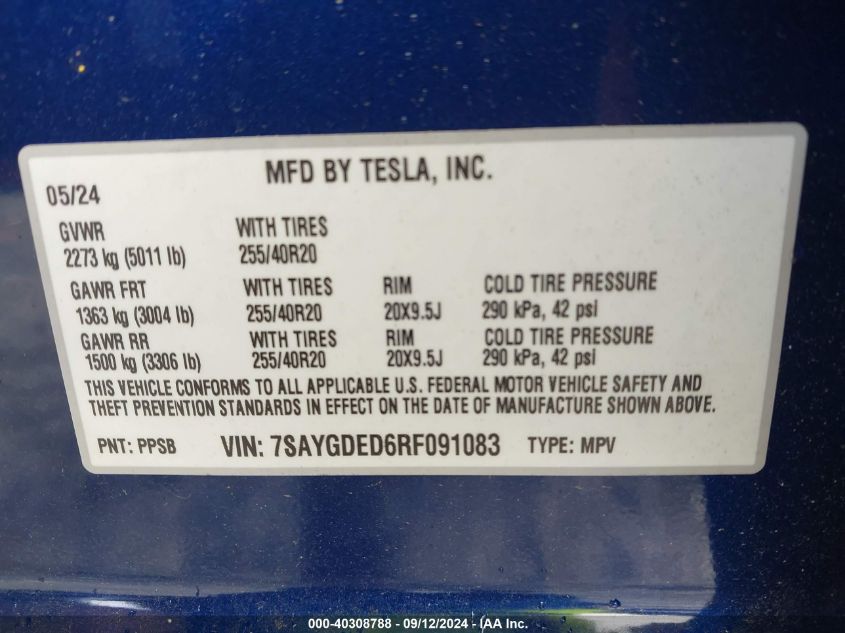 MFD BY TESLA, INC.
05/24
GVWR WITH TIRES
2273 kg (5011 lb) 255/40R20
GAWR FRT WITH TIRES RIM COLD TIRE PRESSURE
1363 kg (3004 lb) 255/40R20 20X9.5J 290 kPa, 42 psi
GAWR RR WITH TIRES RIM COLD TIRE PRESSURE
1500 kg (3306 lb) 255/40R20 20X9.5J 290 kPa, 42 psi
THIS VEHICLE CONFORMS TO ALL APPLICABLE U.S. FEDERAL MOTOR VEHICLE SAFETY AND
THEFT PREVENTION STANDARDS IN EFFECT ON THE DATE OF MANUFACTURE SHOWN ABOVE.
PNT: PPSB VIN: 7SAYGDED6RF091083 TYPE: MPV
000-40308788 - 09/12/2024 - IAA Inc.